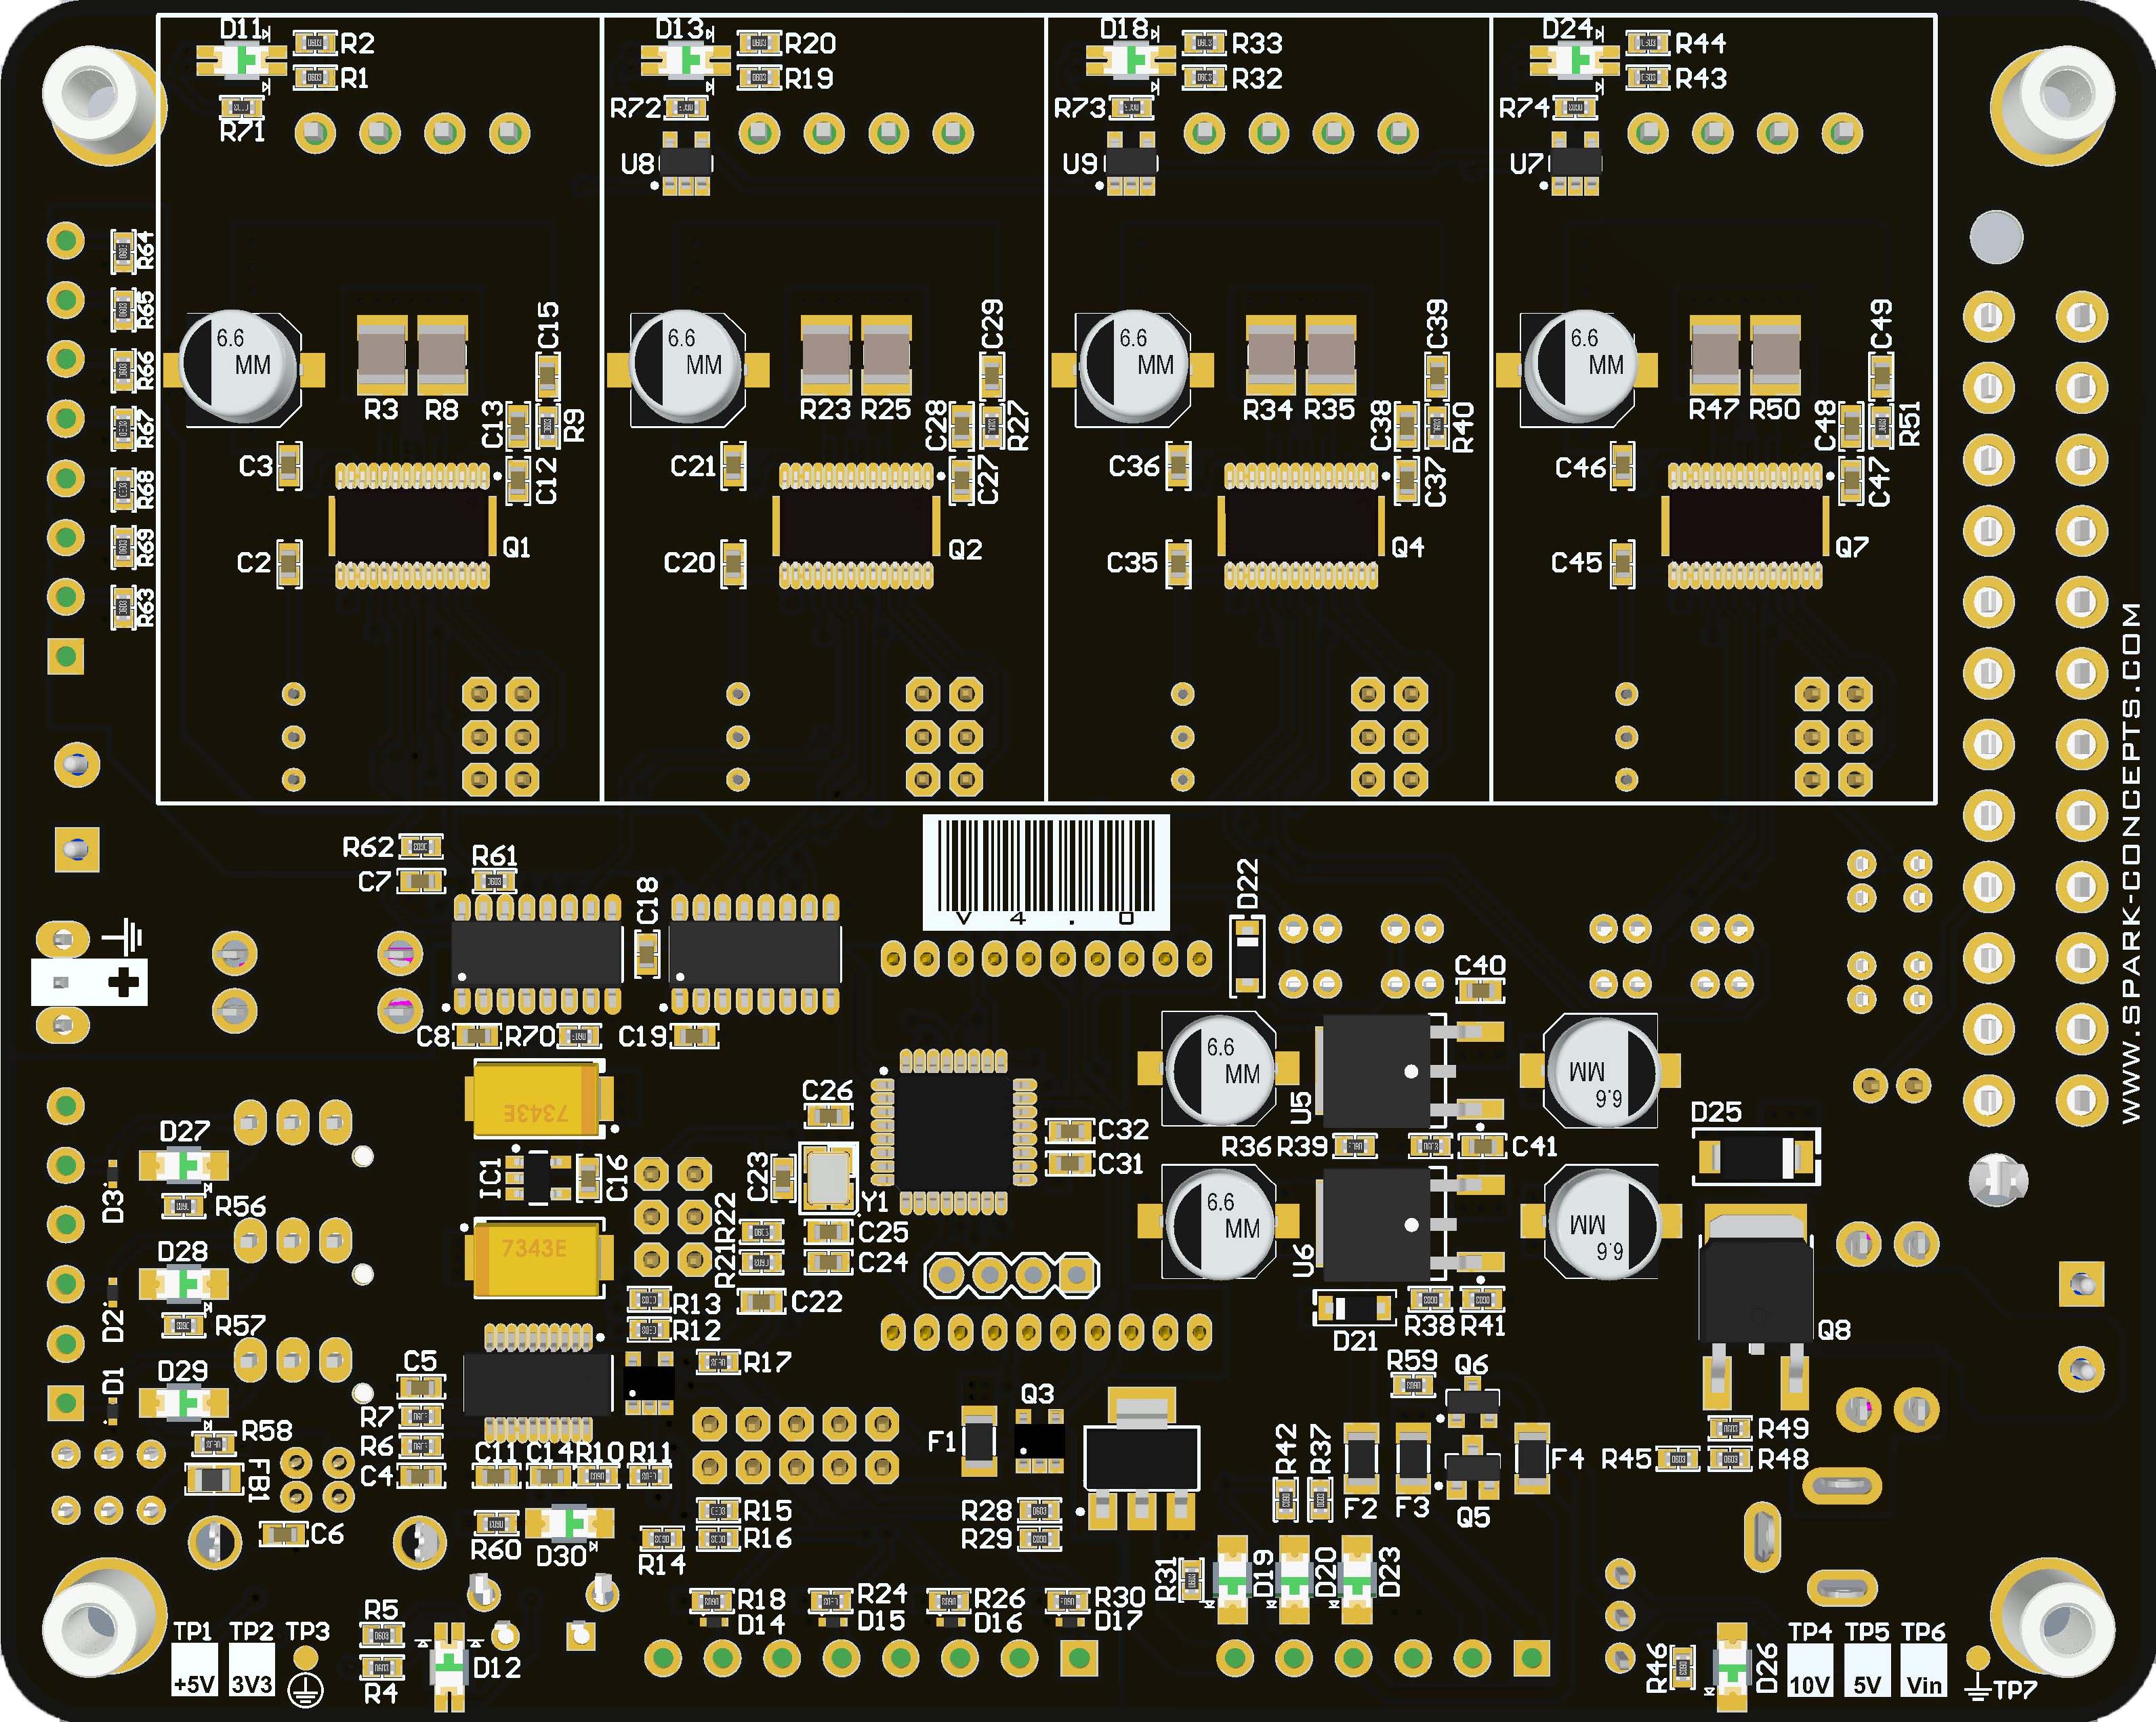 D11 R2 D13 R20 D18 R33 D24 R44
R1 R19 R32 R43
R71 R72 R73 R74
U8 U9 U7
R64
R65
R66
R67
R68
R69
R63
6.6 MM 6.6 MM 6.6 MM 6.6 MM
C15 C29 C39 C49
R3 R8 R23 R25 R34 R35 R47 R50
C13 R9 C28 R27 C38 R40 C48 R51
C3 C12 C21 C27 C36 C37 C46 C47
Q1 Q2 Q4 Q7
C2 C20 C35 C45
WWW.SPARK-CONCEPTS.COM
R62 R61
C7 C18 D22
V 4 . 0
+
C40
C8 R70 C19
6.6 MM U5 6.6 MM
7343E
C26 C32 D25
D27 R36 R39 C41
D3 IC1 C16 C23 C31
R56 Y1
6.6 MM U6 6.6 MM
D28 7343E R21 R22 C25
C24
D2 R57 R13 C22
R12 D21 R38 R41 Q8
D29 D1 C5 R17 R59 Q6
R7 Q3
R58 R6 F1 R42 R37 F4 R49
FB1 C4 C11 C14 R10 R11 R45 R48
R15 R28 F2 F3 Q5
C6 R60 D30 R14 R16 R29
R31 D19 D20 D23
R18 R24 R26 R30
D14 D15 D16 D17
TP1 TP2 TP3 R5 TP4 TP5 TP6
+5V 3V3 R4 D12 R46 D26 10V 5V Vin TP7